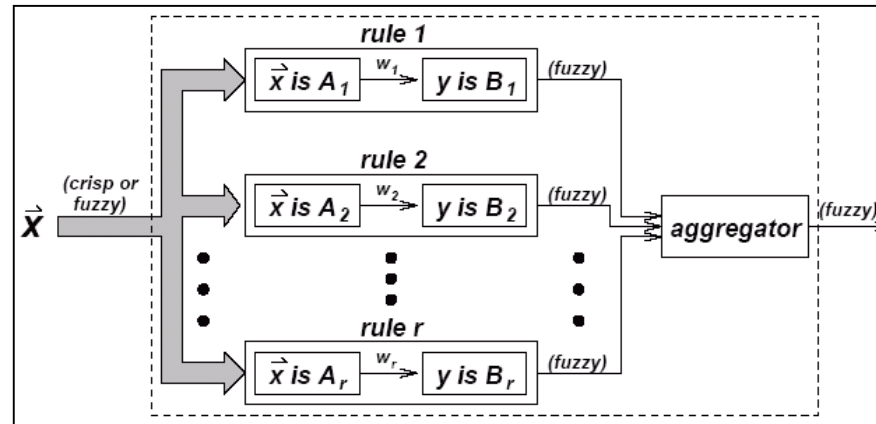 rule 1
x⃗ is A₁
w₁
y is B₁
(fuzzy)
rule 2
(crisp or
fuzzy)
X⃗
x⃗ is A₂
w₂
y is B₂
(fuzzy)
aggregator
(fuzzy)
rule r
x⃗ is Aᵣ
wᵣ
y is Bᵣ
(fuzzy)